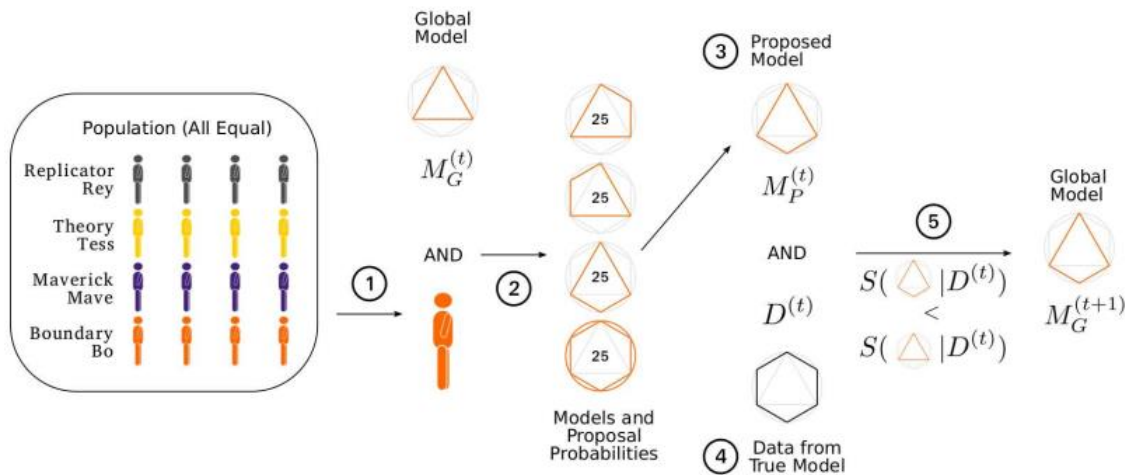 Population (All Equal)
Replicator
Rey
Theory
Tess
Maverick
Mave
Boundary
Bo
1
Global
Model
M_G^{(t)}
AND
2
25
25
25
25
Models and
Proposal
Probabilities
3
Proposed
Model
M_P^{(t)}
AND
D^{(t)}
4
Data from
True Model
5
S( |D^{(t)})
<
S( |D^{(t)})
Global
Model
M_G^{(t+1)}